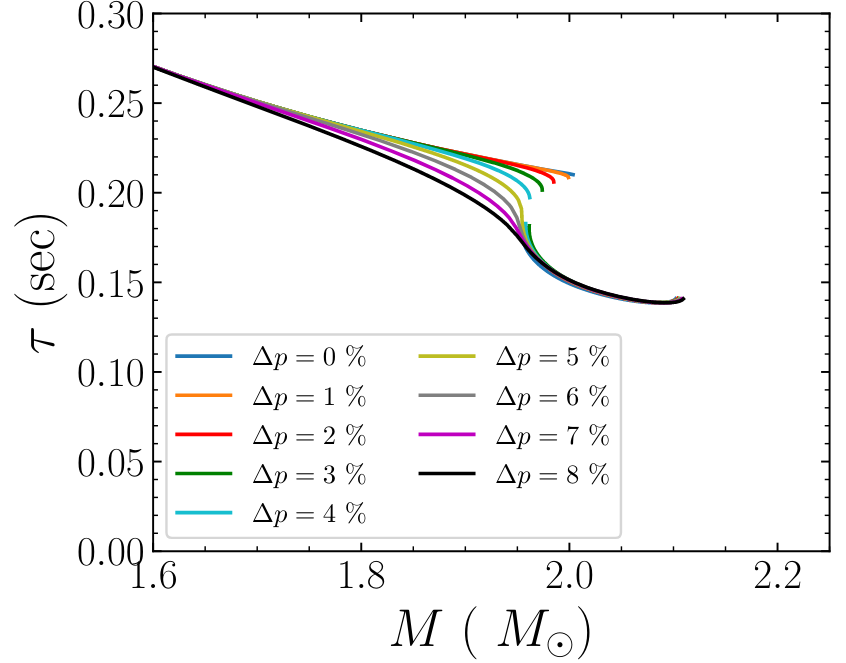 0.30
0.25
0.20
0.15
0.10
0.05
0.00
τ (sec)
Δp = 0 %
Δp = 1 %
Δp = 2 %
Δp = 3 %
Δp = 4 %
Δp = 5 %
Δp = 6 %
Δp = 7 %
Δp = 8 %
1.6 1.8 2.0 2.2
M ( M⊙)